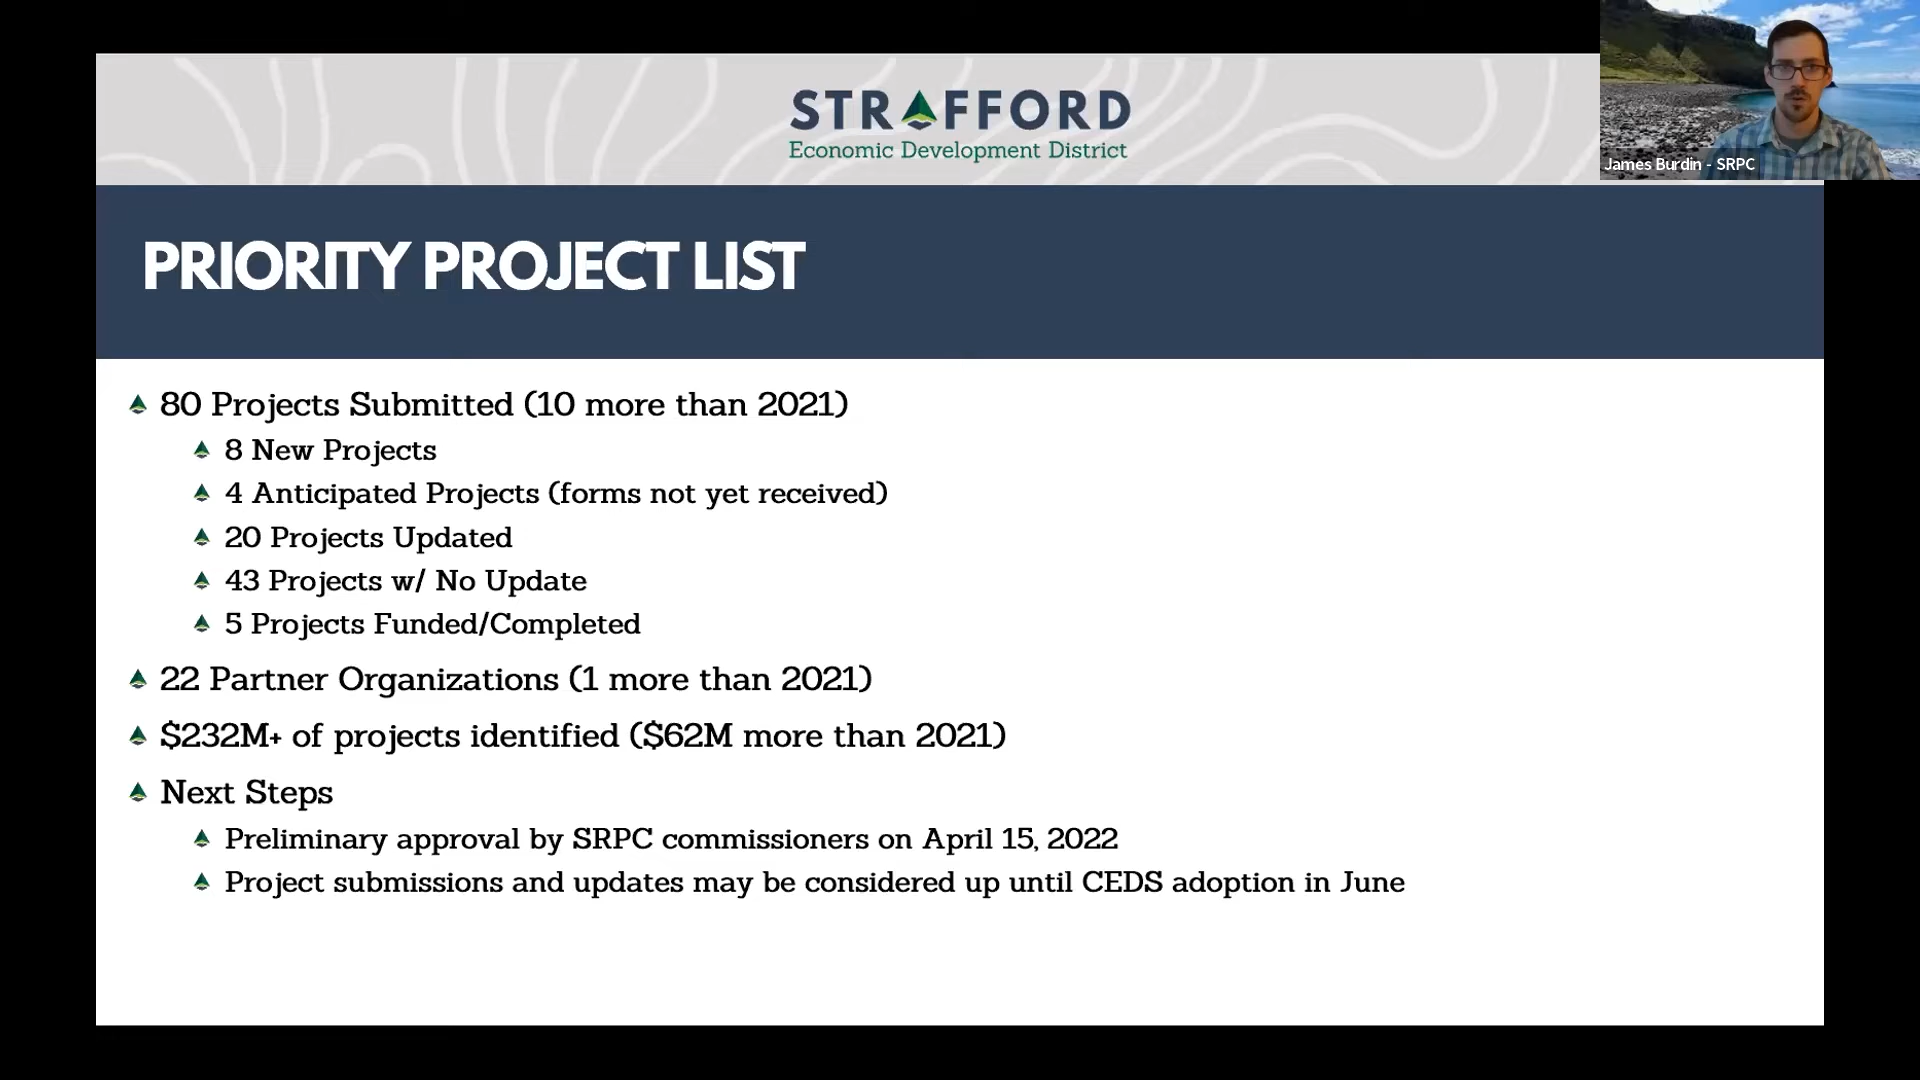 STRAFFORD
Economic Development District
James Burdin - SRPC
PRIORITY PROJECT LIST
80 Projects Submitted (10 more than 2021)
8 New Projects
4 Anticipated Projects (forms not yet received)
20 Projects Updated
43 Projects w/ No Update
5 Projects Funded/Completed
22 Partner Organizations (1 more than 2021)
$232M+ of projects identified ($62M more than 2021)
Next Steps
Preliminary approval by SRPC commissioners on April 15, 2022
Project submissions and updates may be considered up until CEDS adoption in June